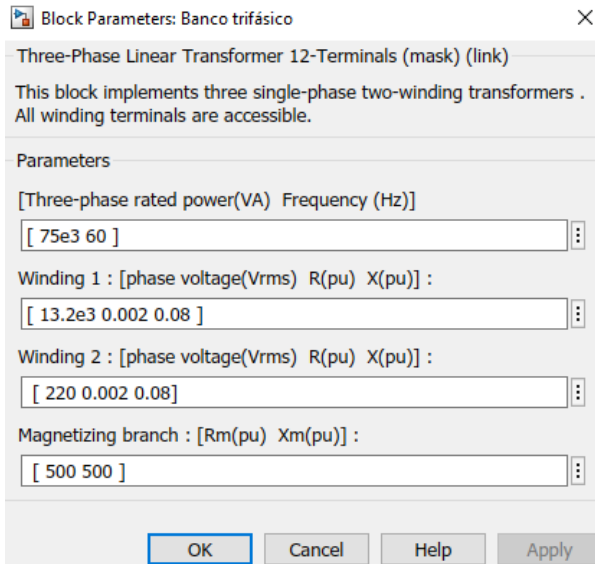 Block Parameters: Banco trifásico
Three-Phase Linear Transformer 12-Terminals (mask) (link)
This block implements three single-phase two-winding transformers .
All winding terminals are accessible.
Parameters
[Three-phase rated power(VA)  Frequency (Hz)]
[ 75e3 60 ]
Winding 1 : [phase voltage(Vrms)  R(pu)  X(pu)] :
[ 13.2e3 0.002 0.08 ]
Winding 2 : [phase voltage(Vrms)  R(pu)  X(pu)] :
[ 220 0.002 0.08]
Magnetizing branch : [Rm(pu)  Xm(pu)] :
[ 500 500 ]
OK Cancel Help Apply